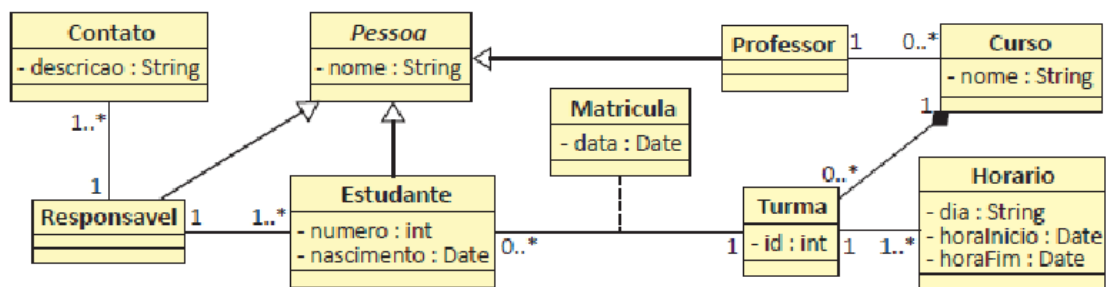 Contato
- descricao : String
Pessoa
- nome : String
Professor
1
0..*
Curso
- nome : String
1
Matricula
- data : Date
1..*
1
0..*
Responsavel
1
1..*
Estudante
- numero : int
- nascimento : Date
0..*
1
Turma
- id : int
1
1..*
Horario
- dia : String
- horaInicio : Date
- horaFim : Date